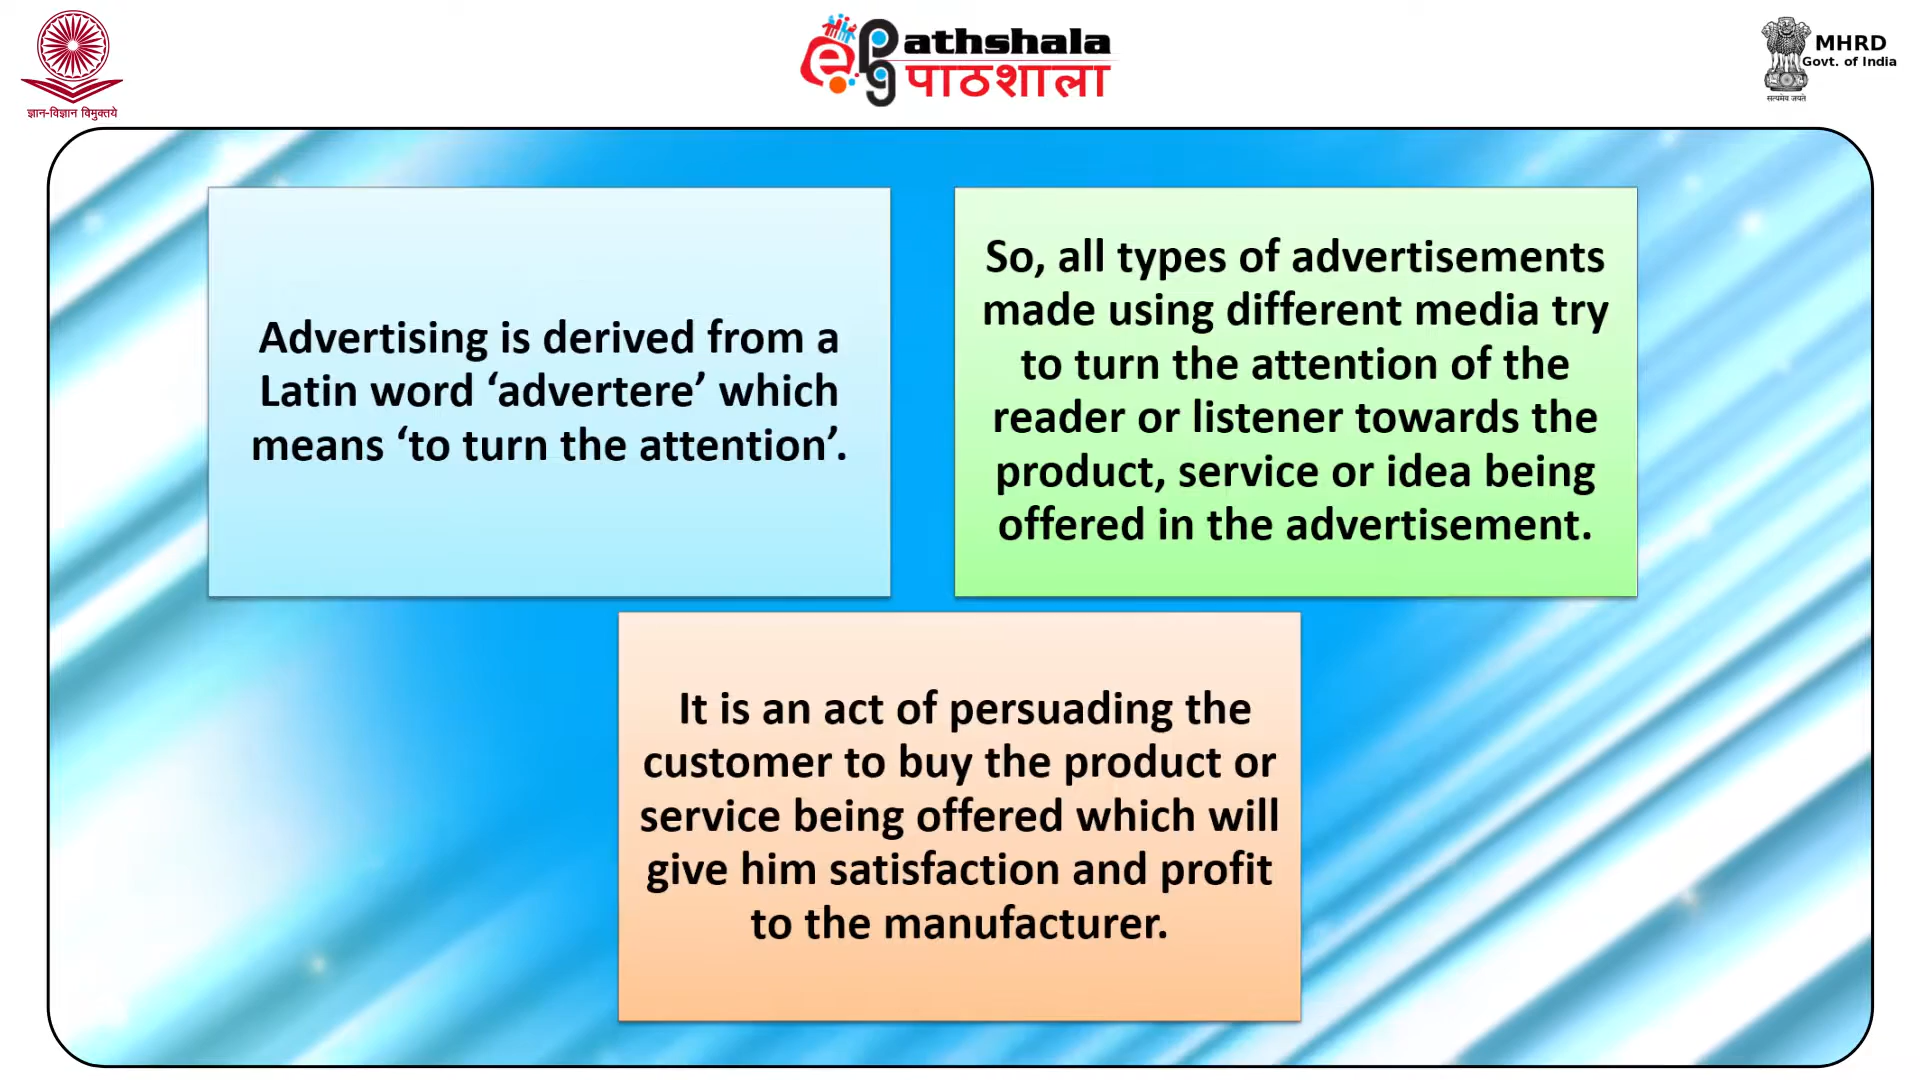 ज्ञान-विज्ञान विमुक्तये
ePG Pathshala
पाठशाला
MHRD
Govt. of India
सत्यमेव जयते
Advertising is derived from a
Latin word ‘advertere’ which
means ‘to turn the attention’.
So, all types of advertisements
made using different media try
to turn the attention of the
reader or listener towards the
product, service or idea being
offered in the advertisement.
It is an act of persuading the
customer to buy the product or
service being offered which will
give him satisfaction and profit
to the manufacturer.